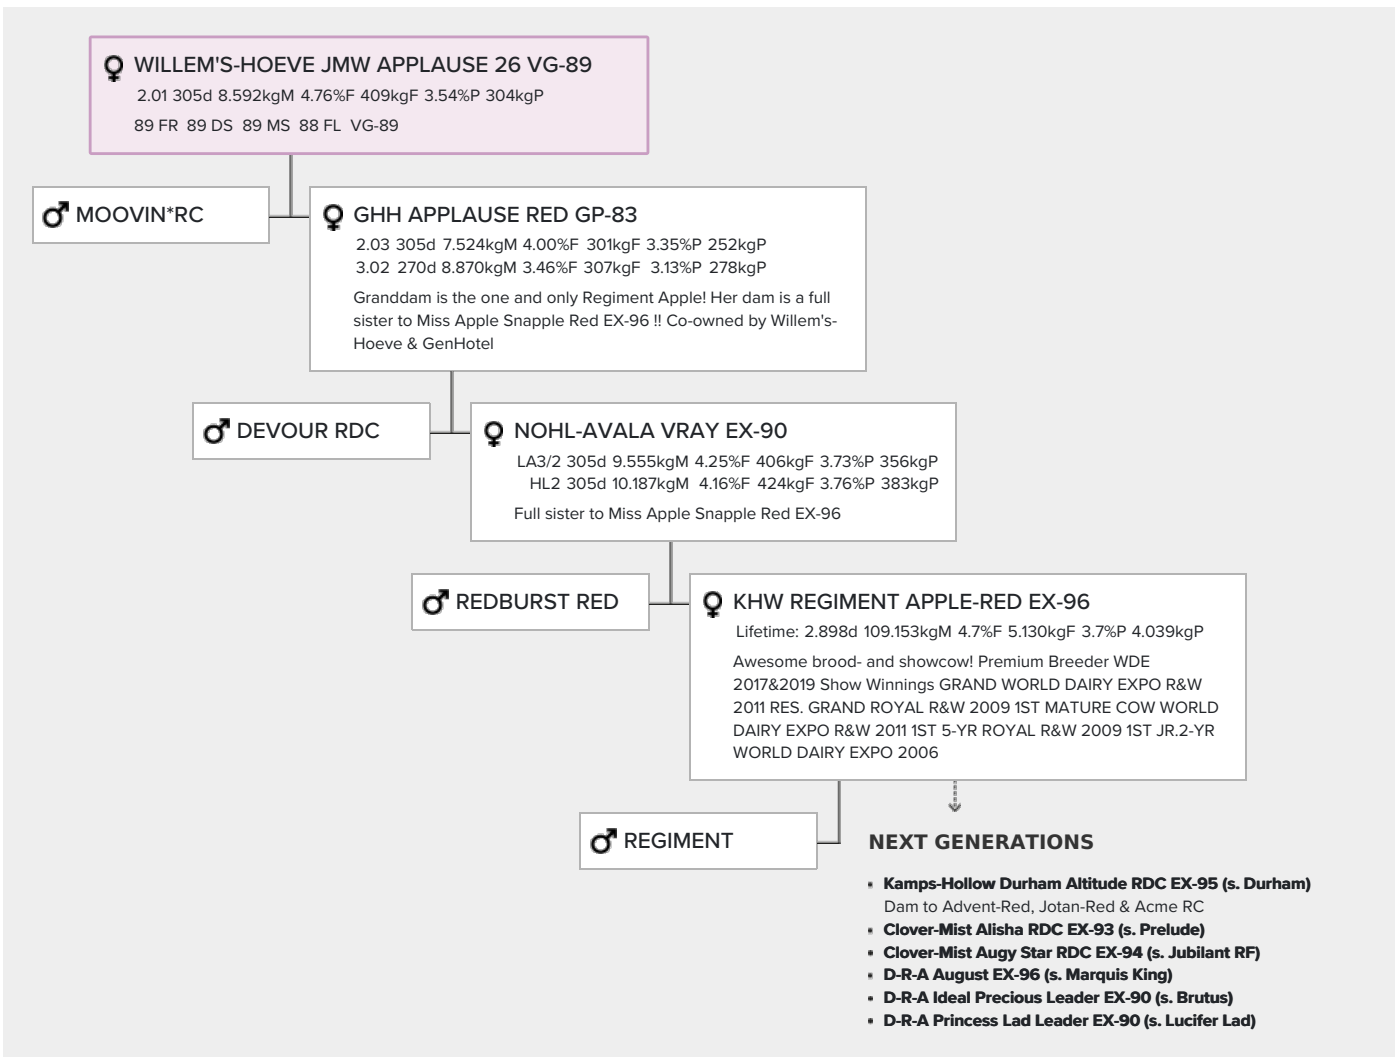 WILLEM'S-HOEVE JMW APPLAUSE 26 VG-89
2.01 305d 8.592kgM 4.76%F 409kgF 3.54%P 304kgP
89 FR 89 DS 89 MS 88 FL VG-89
MOOVIN*RC
GHH APPLAUSE RED GP-83
2.03 305d 7.524kgM 4.00%F 301kgF 3.35%P 252kgP
3.02 270d 8.870kgM 3.46%F 307kgF 3.13%P 278kgP
Granddam is the one and only Regiment Apple! Her dam is a full
sister to Miss Apple Snapple Red EX-96 !! Co-owned by Willem's-
Hoeve & GenHotel
DEVOUR RDC
NOHL-AVALA VRAY EX-90
LA3/2 305d 9.555kgM 4.25%F 406kgF 3.73%P 356kgP
HL2 305d 10.187kgM 4.16%F 424kgF 3.76%P 383kgP
Full sister to Miss Apple Snapple Red EX-96
REDBURST RED
KHW REGIMENT APPLE-RED EX-96
Lifetime: 2.898d 109.153kgM 4.7%F 5.130kgF 3.7%P 4.039kgP
Awesome brood- and showcow! Premium Breeder WDE
2017&2019 Show Winnings GRAND WORLD DAIRY EXPO R&W
2011 RES. GRAND ROYAL R&W 2009 1ST MATURE COW WORLD
DAIRY EXPO R&W 2011 1ST 5-YR ROYAL R&W 2009 1ST JR.2-YR
WORLD DAIRY EXPO 2006
REGIMENT
NEXT GENERATIONS
Kamps-Hollow Durham Altitude RDC EX-95 (s. Durham)
Dam to Advent-Red, Jotan-Red & Acme RC
Clover-Mist Alisha RDC EX-93 (s. Prelude)
Clover-Mist Augy Star RDC EX-94 (s. Jubilant RF)
D-R-A August EX-96 (s. Marquis King)
D-R-A Ideal Precious Leader EX-90 (s. Brutus)
D-R-A Princess Lad Leader EX-90 (s. Lucifer Lad)